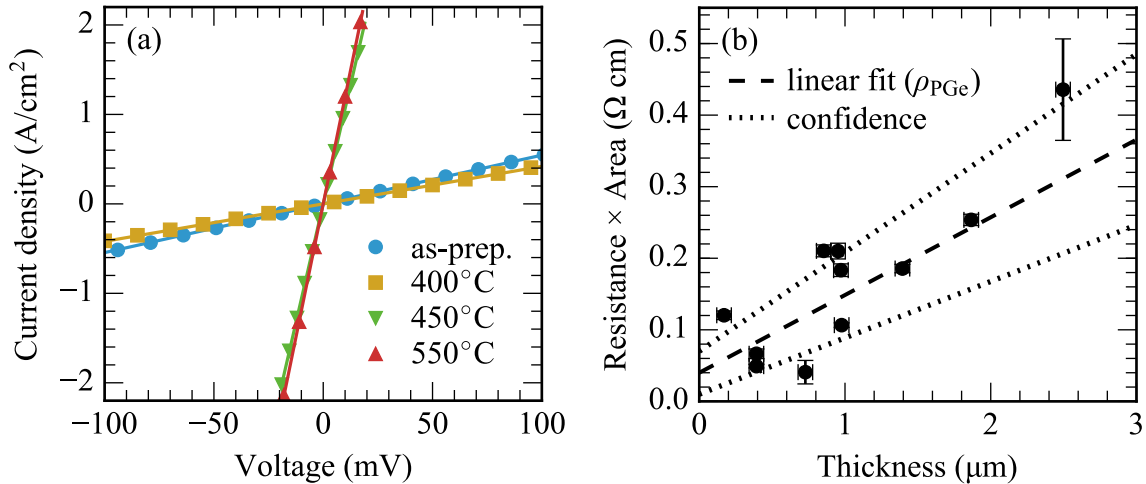 (a)
2
1
0
−1
−2
−100
−50
0
50
100
Current density (A/cm²)
Voltage (mV)
as-prep.
400°C
450°C
550°C
(b)
0.5
0.4
0.3
0.2
0.1
0.0
0
1
2
3
Resistance × Area (Ω cm)
Thickness (μm)
linear fit (ρPGe)
confidence